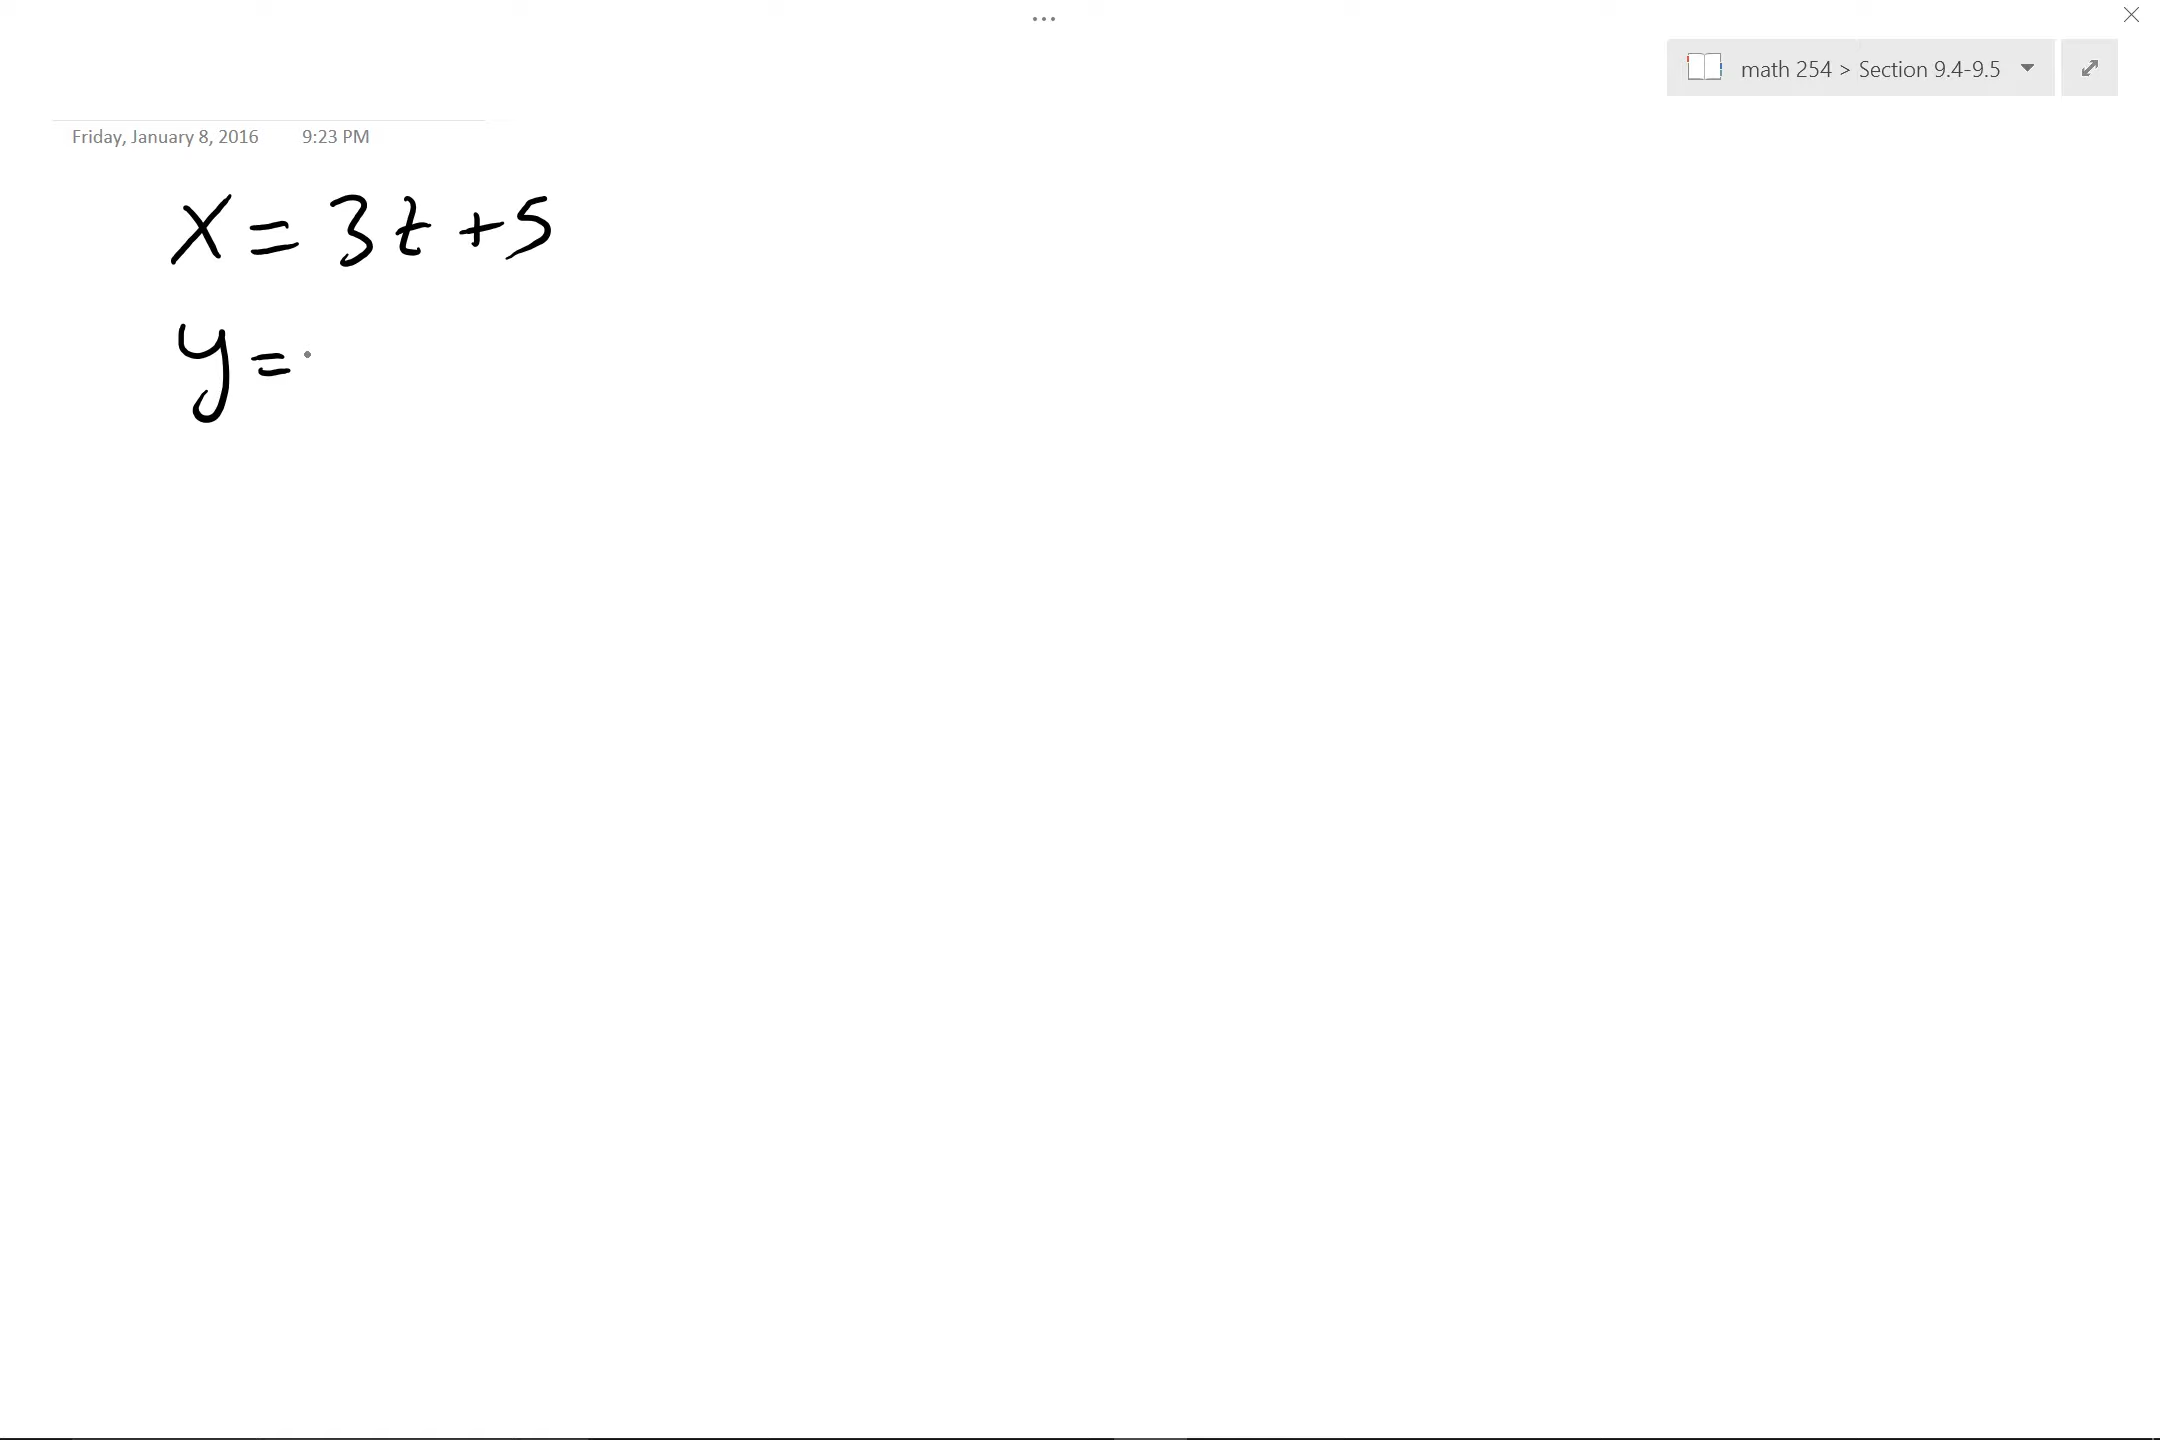 ...
math 254 > Section 9.4-9.5
Friday, January 8, 2016 9:23 PM
x = 3t + 5
y =